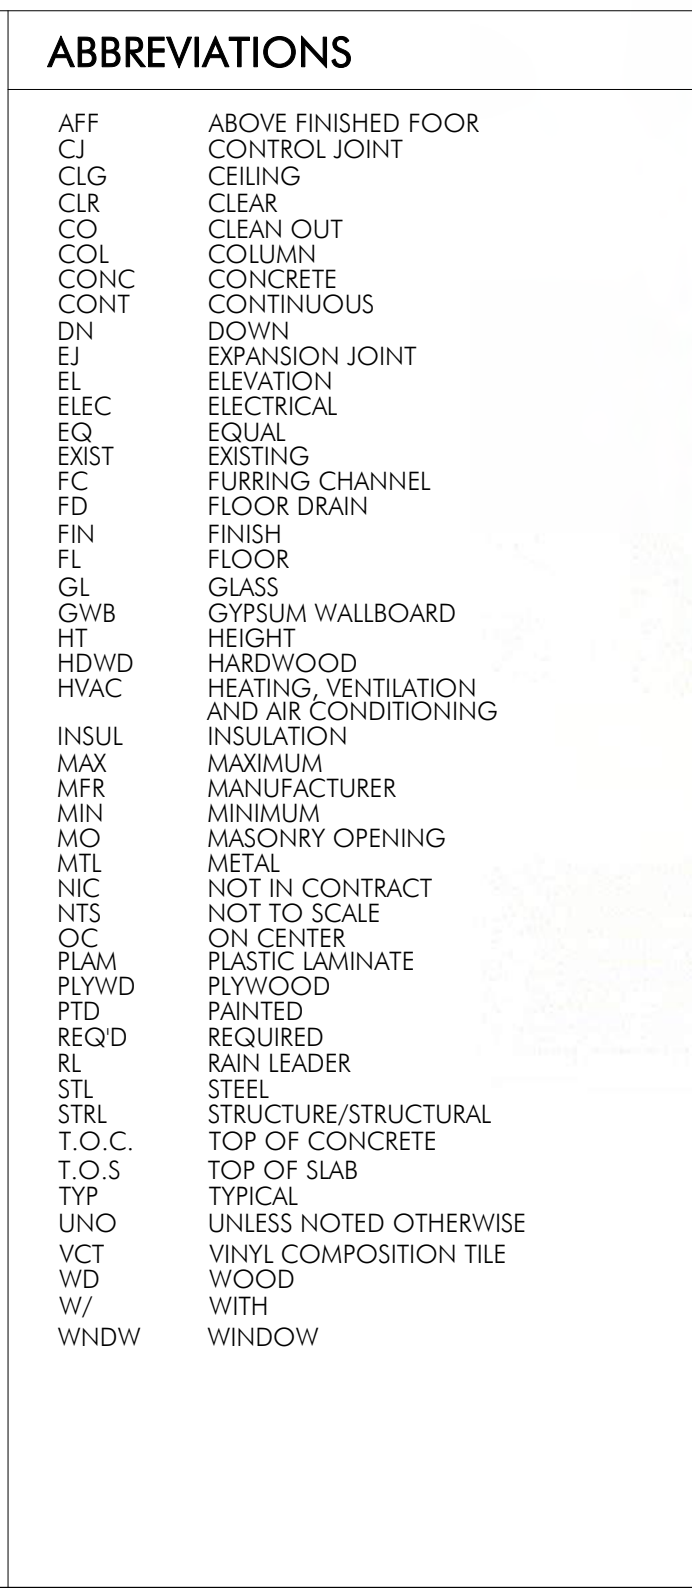 ABBREVIATIONS
AFF ABOVE FINISHED FOOR
CJ CONTROL JOINT
CLG CEILING
CLR CLEAR
CO CLEAN OUT
COL COLUMN
CONC CONCRETE
CONT CONTINUOUS
DN DOWN
EJ EXPANSION JOINT
EL ELEVATION
ELEC ELECTRICAL
EQ EQUAL
EXIST EXISTING
FC FURRING CHANNEL
FD FLOOR DRAIN
FIN FINISH
FL FLOOR
GL GLASS
GWB GYPSUM WALLBOARD
HT HEIGHT
HDWD HARDWOOD
HVAC HEATING, VENTILATION
AND AIR CONDITIONING
INSUL INSULATION
MAX MAXIMUM
MFR MANUFACTURER
MIN MINIMUM
MO MASONRY OPENING
MTL METAL
NIC NOT IN CONTRACT
NTS NOT TO SCALE
OC ON CENTER
PLAM PLASTIC LAMINATE
PLYWD PLYWOOD
PTD PAINTED
REQ'D REQUIRED
RL RAIN LEADER
STL STEEL
STRL STRUCTURE/STRUCTURAL
T.O.C. TOP OF CONCRETE
T.O.S TOP OF SLAB
TYP TYPICAL
UNO UNLESS NOTED OTHERWISE
VCT VINYL COMPOSITION TILE
WD WOOD
W/ WITH
WNDW WINDOW